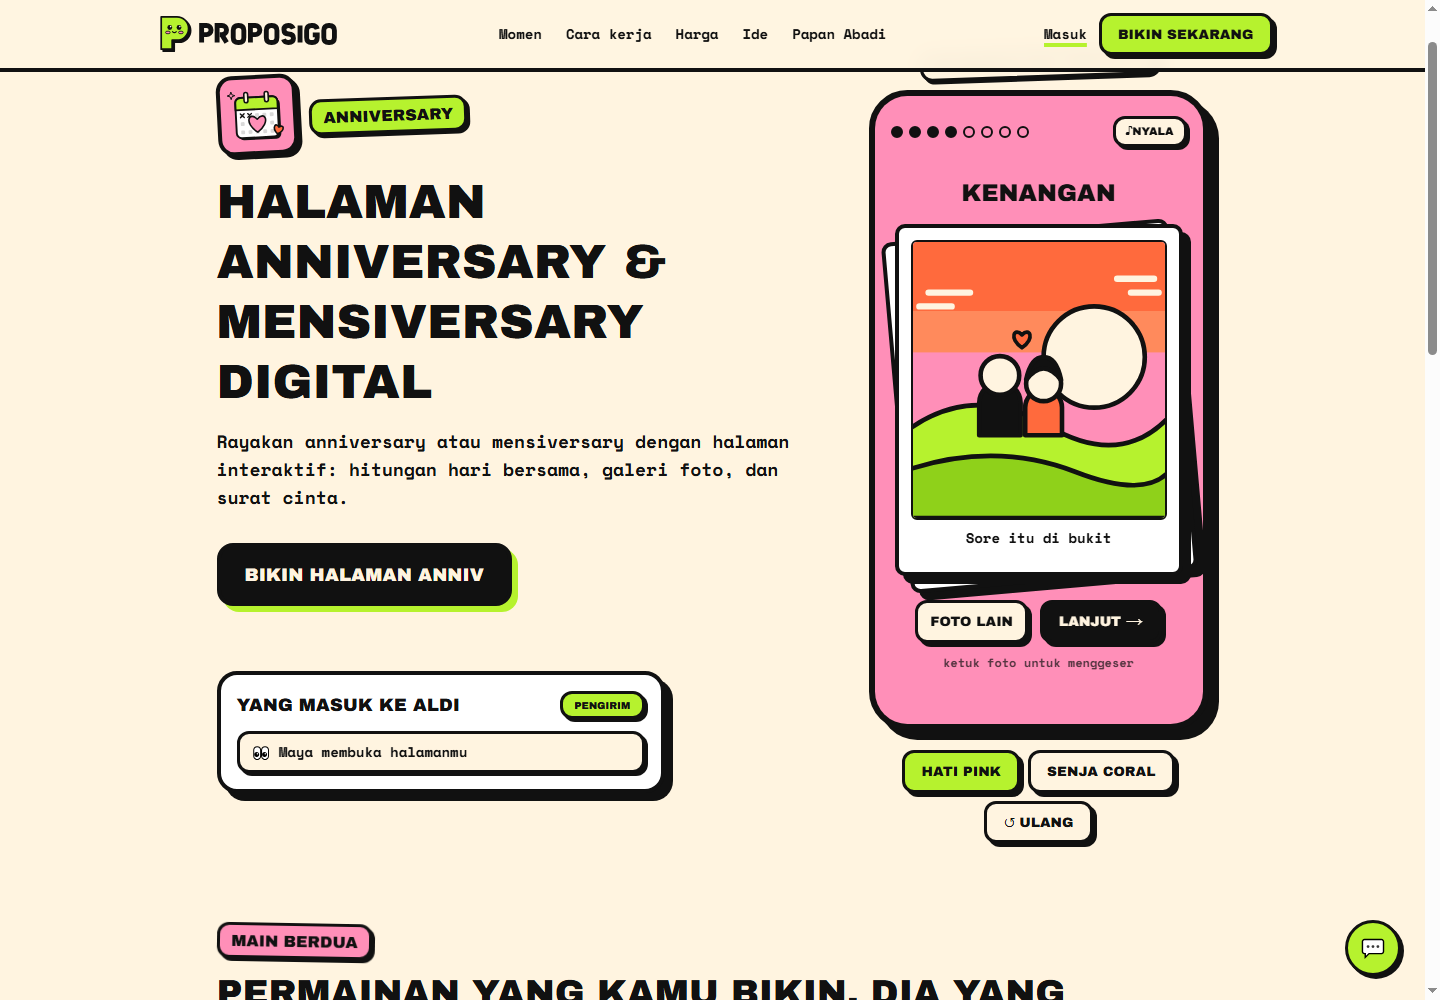 PROPOSIGO
Momen Cara kerja Harga Ide Papan Abadi
Masuk
BIKIN SEKARANG
ANNIVERSARY
HALAMAN
ANNIVERSARY &
MENSIVERSARY
DIGITAL
Rayakan anniversary atau mensiversary dengan halaman
interaktif: hitungan hari bersama, galeri foto, dan
surat cinta.
BIKIN HALAMAN ANNIV
YANG MASUK KE ALDI
PENGIRIM
👀 Maya membuka halamanmu
♪NYALA
KENANGAN
Sore itu di bukit
FOTO LAIN
LANJUT →
ketuk foto untuk menggeser
HATI PINK
SENJA CORAL
↺ ULANG
MAIN BERDUA
PERMAINAN YANG KAMU BIKIN, DIA YANG